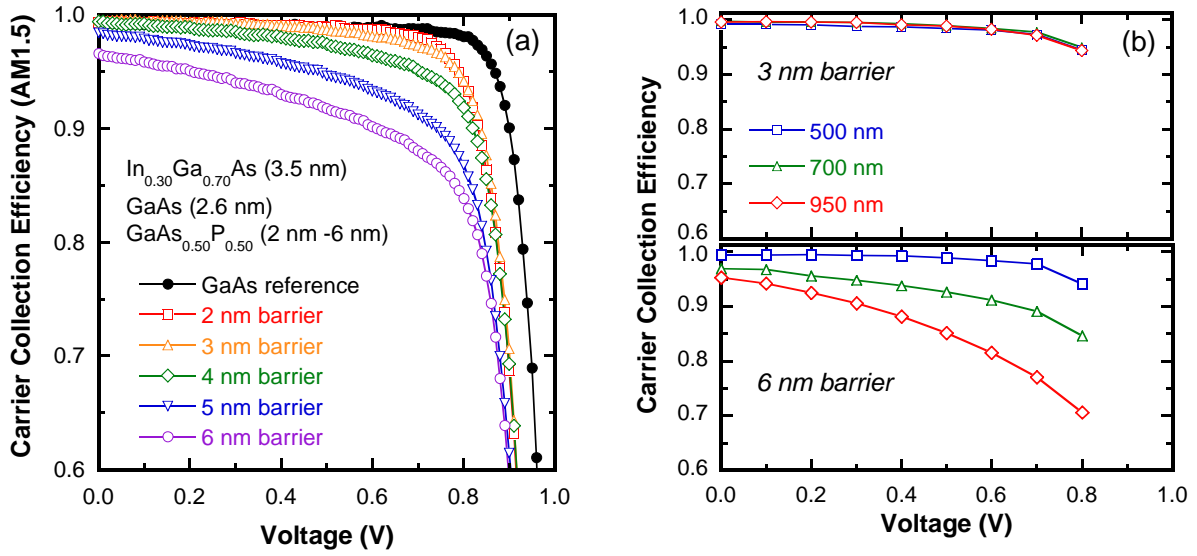 Carrier Collection Efficiency (AM1.5)
1.0
0.9
0.8
0.7
0.6
(a)
In0.30Ga0.70As (3.5 nm)
GaAs (2.6 nm)
GaAs0.50P0.50 (2 nm -6 nm)
GaAs reference
2 nm barrier
3 nm barrier
4 nm barrier
5 nm barrier
6 nm barrier
0.0 0.2 0.4 0.6 0.8 1.0
Voltage (V)
Carrier Collection Efficiency
1.0
0.9
0.8
0.7
0.6
(b)
3 nm barrier
500 nm
700 nm
950 nm
1.0
0.9
0.8
0.7
0.6
6 nm barrier
0.0 0.2 0.4 0.6 0.8 1.0
Voltage (V)